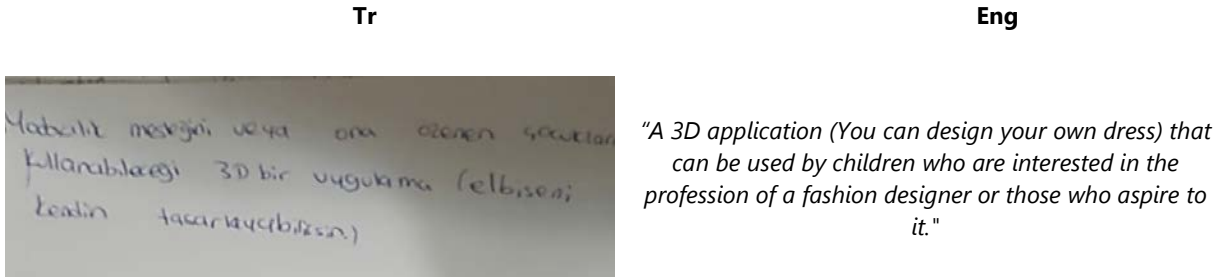 Tr
Eng
Modacılık mesleğini veya ona özenen çocukların
kullanabileceği 3D bir uygulama (elbiseni
kendin tasarlayabilirsin)
"A 3D application (You can design your own dress) that
can be used by children who are interested in the
profession of a fashion designer or those who aspire to
it."